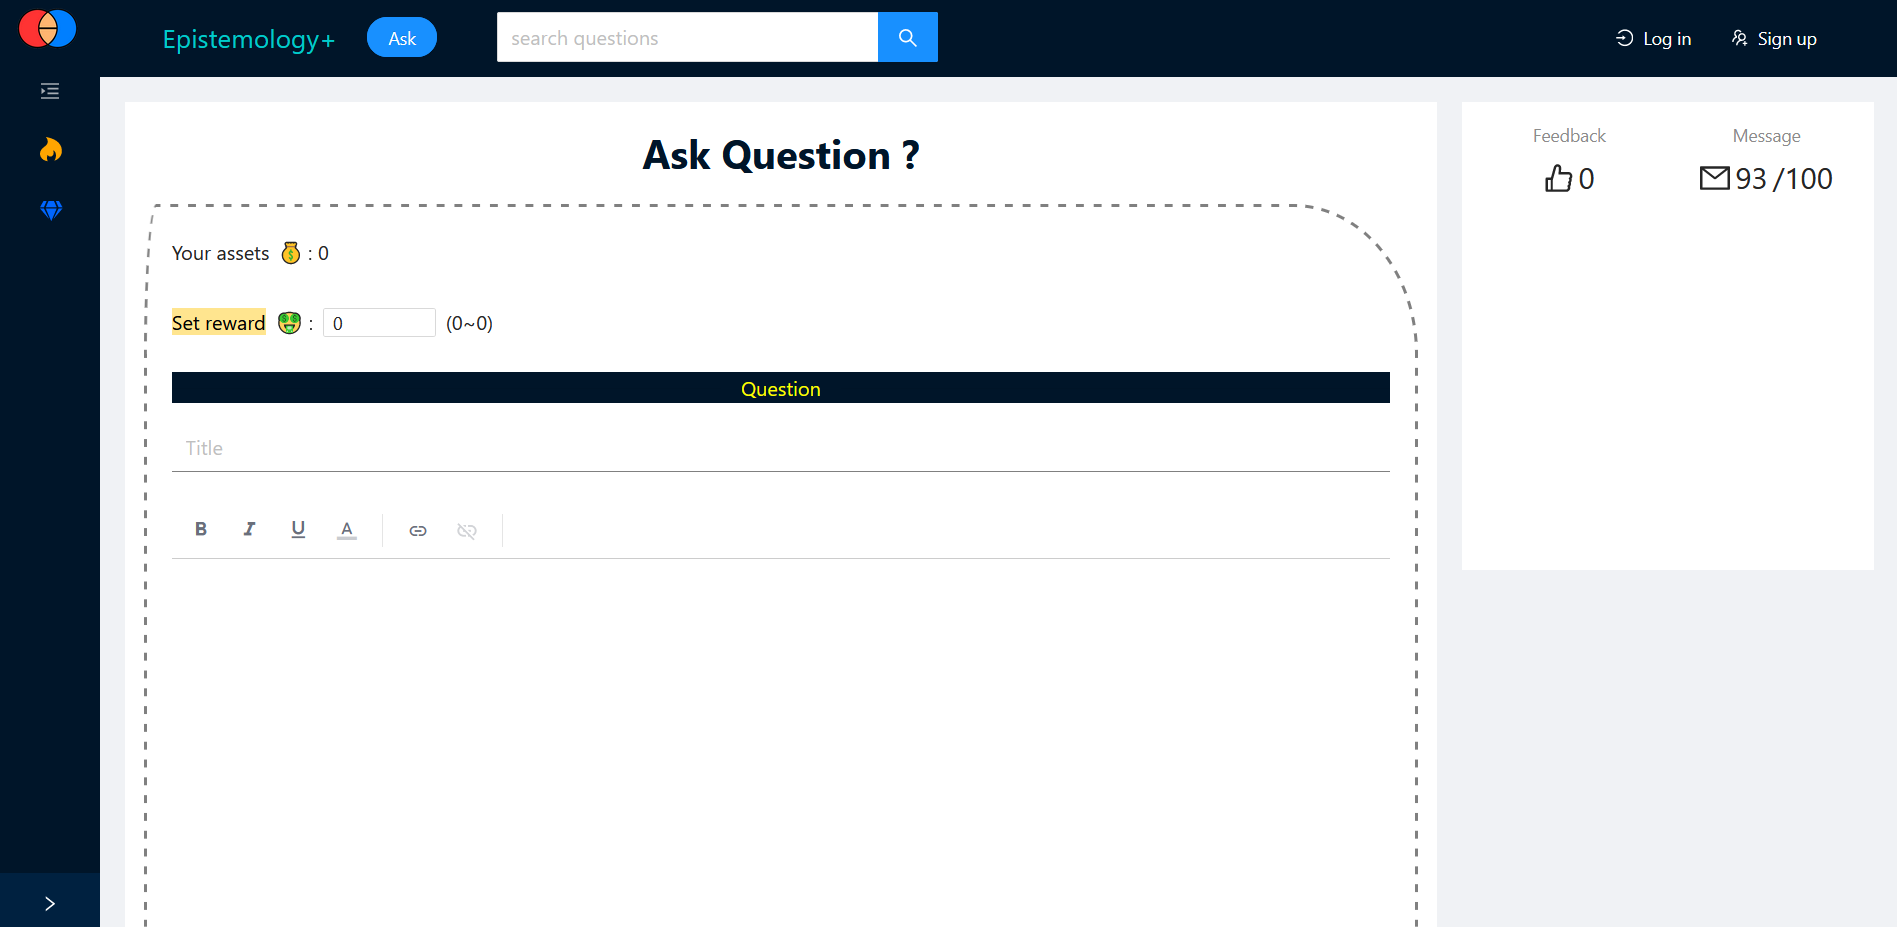 Epistemology+
Ask
search questions
Log in
Sign up
Ask Question ?
Your assets : 0
Set reward : 0 (0~0)
Question
Title
B I U A
Feedback
0
Message
93 /100